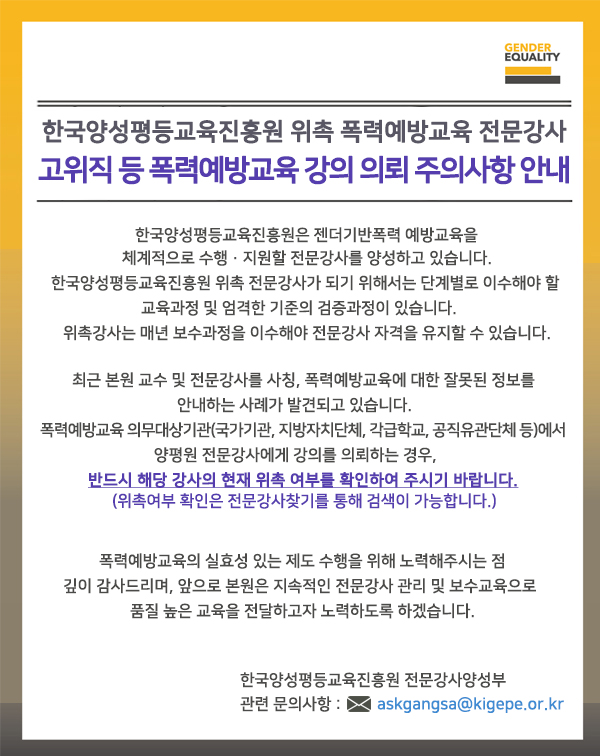 GENDER
EQUALITY
한국양성평등교육진흥원 위촉 폭력예방교육 전문강사
고위직 등 폭력예방교육 강의 의뢰 주의사항 안내
한국양성평등교육진흥원은 젠더기반폭력 예방교육을
체계적으로 수행 · 지원할 전문강사를 양성하고 있습니다.
한국양성평등교육진흥원 위촉 전문강사가 되기 위해서는 단계별로 이수해야 할
교육과정 및 엄격한 기준의 검증과정이 있습니다.
위촉강사는 매년 보수과정을 이수해야 전문강사 자격을 유지할 수 있습니다.
최근 본원 교수 및 전문강사를 사칭, 폭력예방교육에 대한 잘못된 정보를
안내하는 사례가 발견되고 있습니다.
폭력예방교육 의무대상기관(국가기관, 지방자치단체, 각급학교, 공직유관단체 등)에서
양평원 전문강사에게 강의를 의뢰하는 경우,
반드시 해당 강사의 현재 위촉 여부를 확인하여 주시기 바랍니다.
(위촉여부 확인은 전문강사찾기를 통해 검색이 가능합니다.)
폭력예방교육의 실효성 있는 제도 수행을 위해 노력해주시는 점
깊이 감사드리며, 앞으로 본원은 지속적인 전문강사 관리 및 보수교육으로
품질 높은 교육을 전달하고자 노력하도록 하겠습니다.
한국양성평등교육진흥원 전문강사양성부
관련 문의사항 : askgangsa@kigepe.or.kr